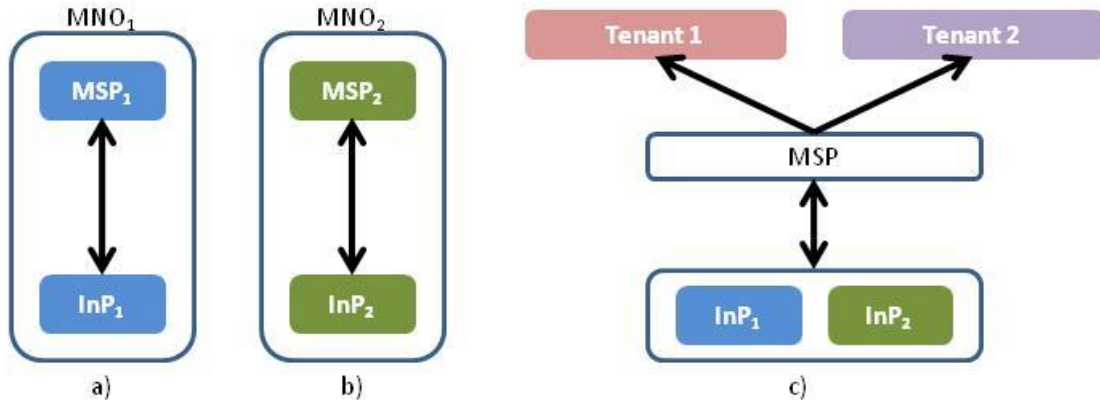 MNO₁
MSP₁
InP₁
a)
MNO₂
MSP₂
InP₂
b)
Tenant 1
Tenant 2
MSP
InP₁
InP₂
c)